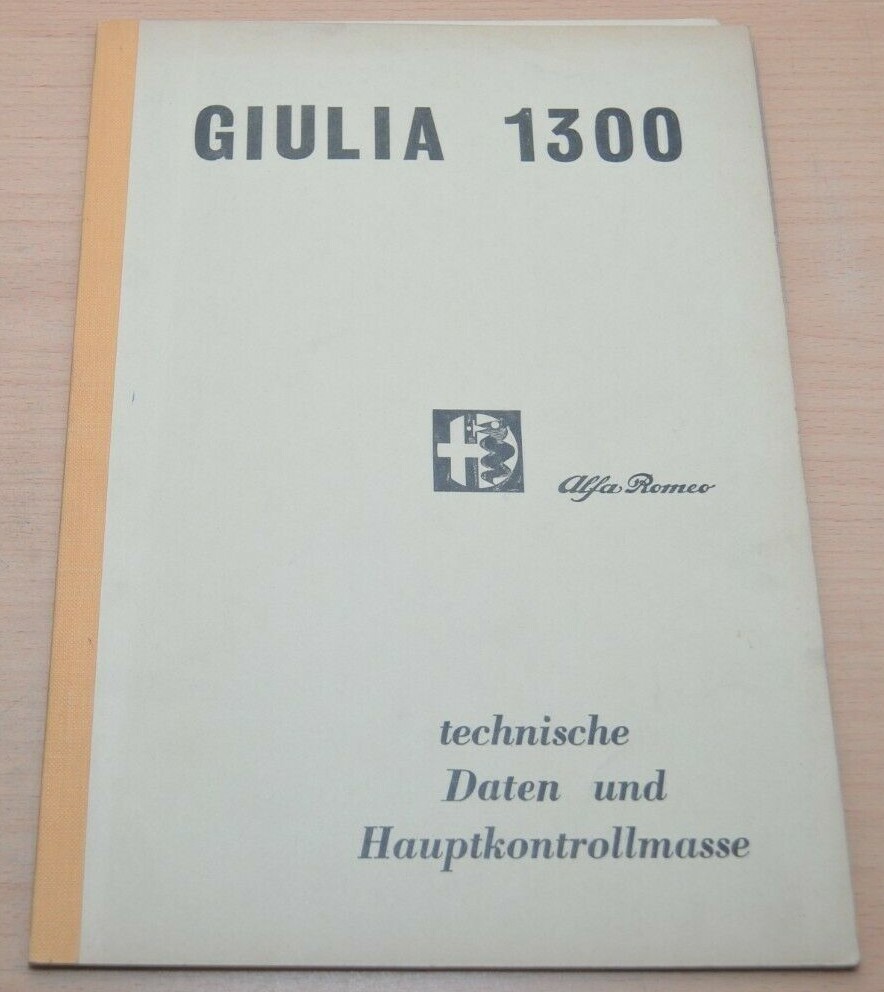 GIULIA 1300
Alfa Romeo
technische
Daten und
Hauptkontrollmasse